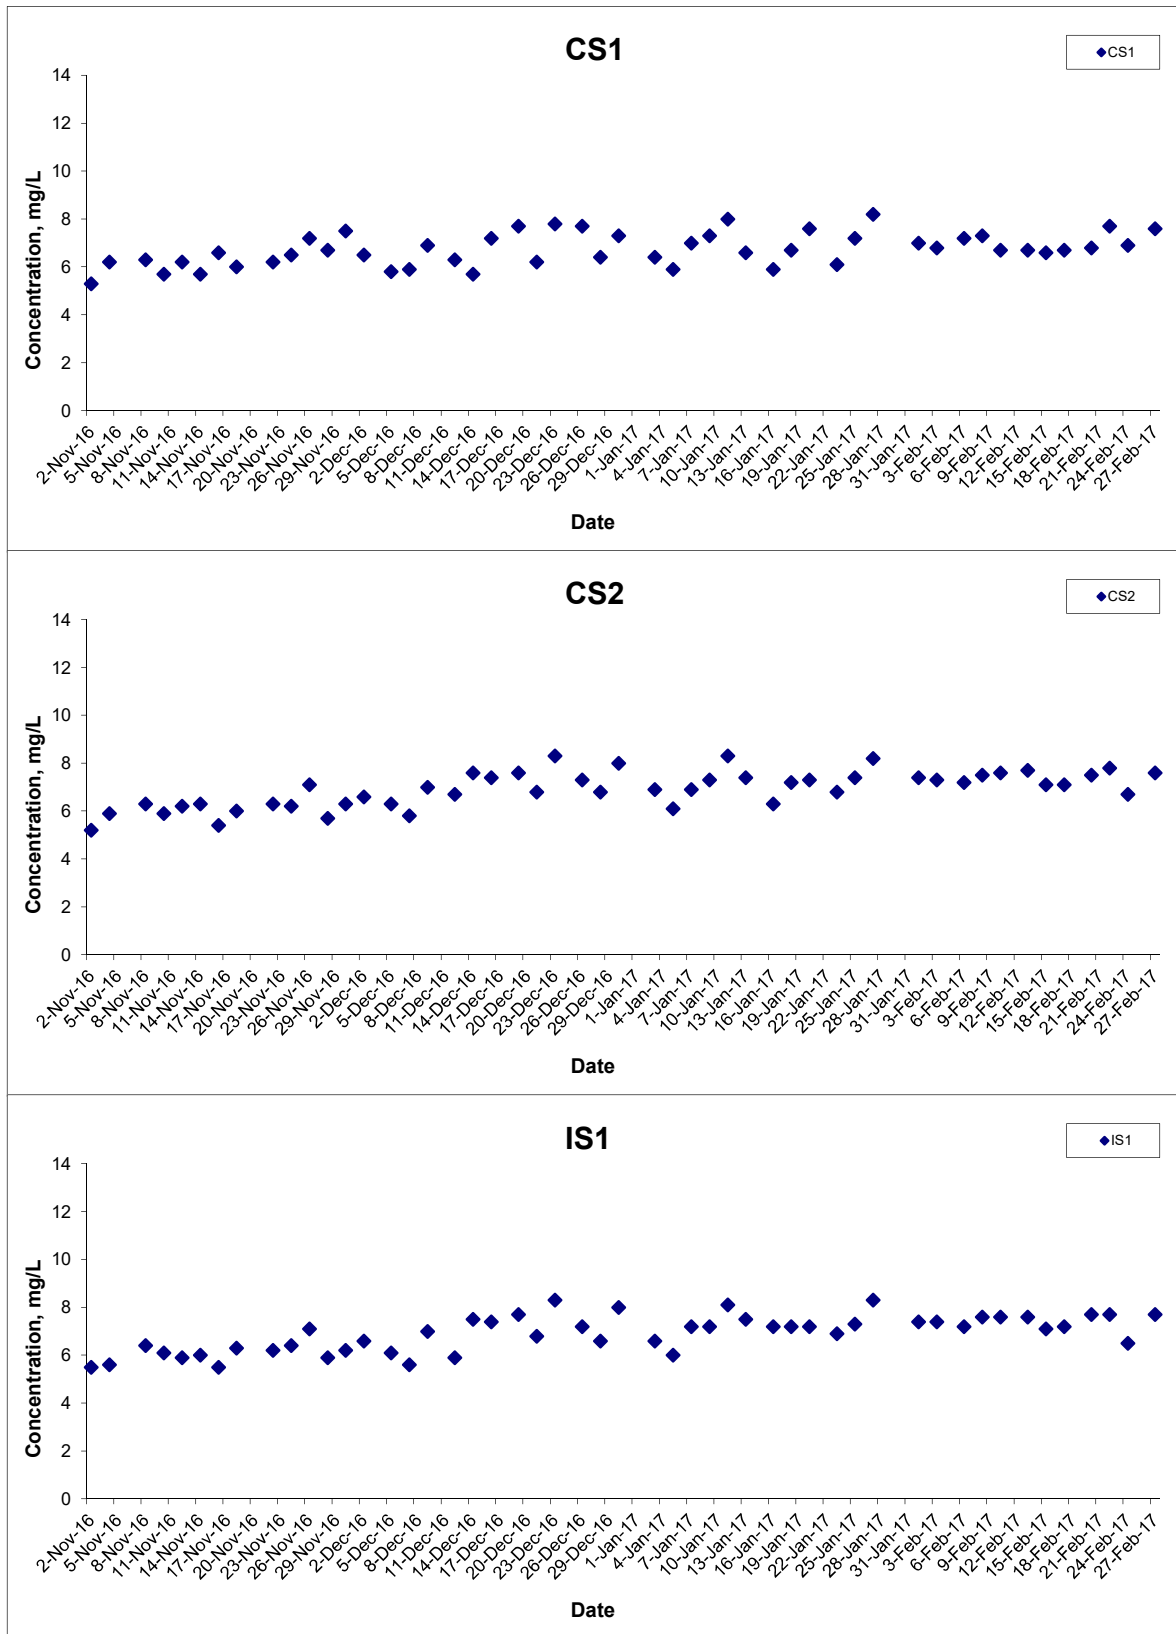 CS1
CS1
14
12
10
8
6
4
2
0
Concentration, mg/L
2-Nov-16
5-Nov-16
8-Nov-16
11-Nov-16
14-Nov-16
17-Nov-16
20-Nov-16
23-Nov-16
26-Nov-16
29-Nov-16
2-Dec-16
5-Dec-16
8-Dec-16
11-Dec-16
14-Dec-16
17-Dec-16
20-Dec-16
23-Dec-16
26-Dec-16
29-Dec-16
1-Jan-17
4-Jan-17
7-Jan-17
10-Jan-17
13-Jan-17
16-Jan-17
19-Jan-17
22-Jan-17
25-Jan-17
28-Jan-17
31-Jan-17
3-Feb-17
6-Feb-17
9-Feb-17
12-Feb-17
15-Feb-17
18-Feb-17
21-Feb-17
24-Feb-17
27-Feb-17
Date
CS2
CS2
14
12
10
8
6
4
2
0
Concentration, mg/L
2-Nov-16
5-Nov-16
8-Nov-16
11-Nov-16
14-Nov-16
17-Nov-16
20-Nov-16
23-Nov-16
26-Nov-16
29-Nov-16
2-Dec-16
5-Dec-16
8-Dec-16
11-Dec-16
14-Dec-16
17-Dec-16
20-Dec-16
23-Dec-16
26-Dec-16
29-Dec-16
1-Jan-17
4-Jan-17
7-Jan-17
10-Jan-17
13-Jan-17
16-Jan-17
19-Jan-17
22-Jan-17
25-Jan-17
28-Jan-17
31-Jan-17
3-Feb-17
6-Feb-17
9-Feb-17
12-Feb-17
15-Feb-17
18-Feb-17
21-Feb-17
24-Feb-17
27-Feb-17
Date
IS1
IS1
14
12
10
8
6
4
2
0
Concentration, mg/L
2-Nov-16
5-Nov-16
8-Nov-16
11-Nov-16
14-Nov-16
17-Nov-16
20-Nov-16
23-Nov-16
26-Nov-16
29-Nov-16
2-Dec-16
5-Dec-16
8-Dec-16
11-Dec-16
14-Dec-16
17-Dec-16
20-Dec-16
23-Dec-16
26-Dec-16
29-Dec-16
1-Jan-17
4-Jan-17
7-Jan-17
10-Jan-17
13-Jan-17
16-Jan-17
19-Jan-17
22-Jan-17
25-Jan-17
28-Jan-17
31-Jan-17
3-Feb-17
6-Feb-17
9-Feb-17
12-Feb-17
15-Feb-17
18-Feb-17
21-Feb-17
24-Feb-17
27-Feb-17
Date